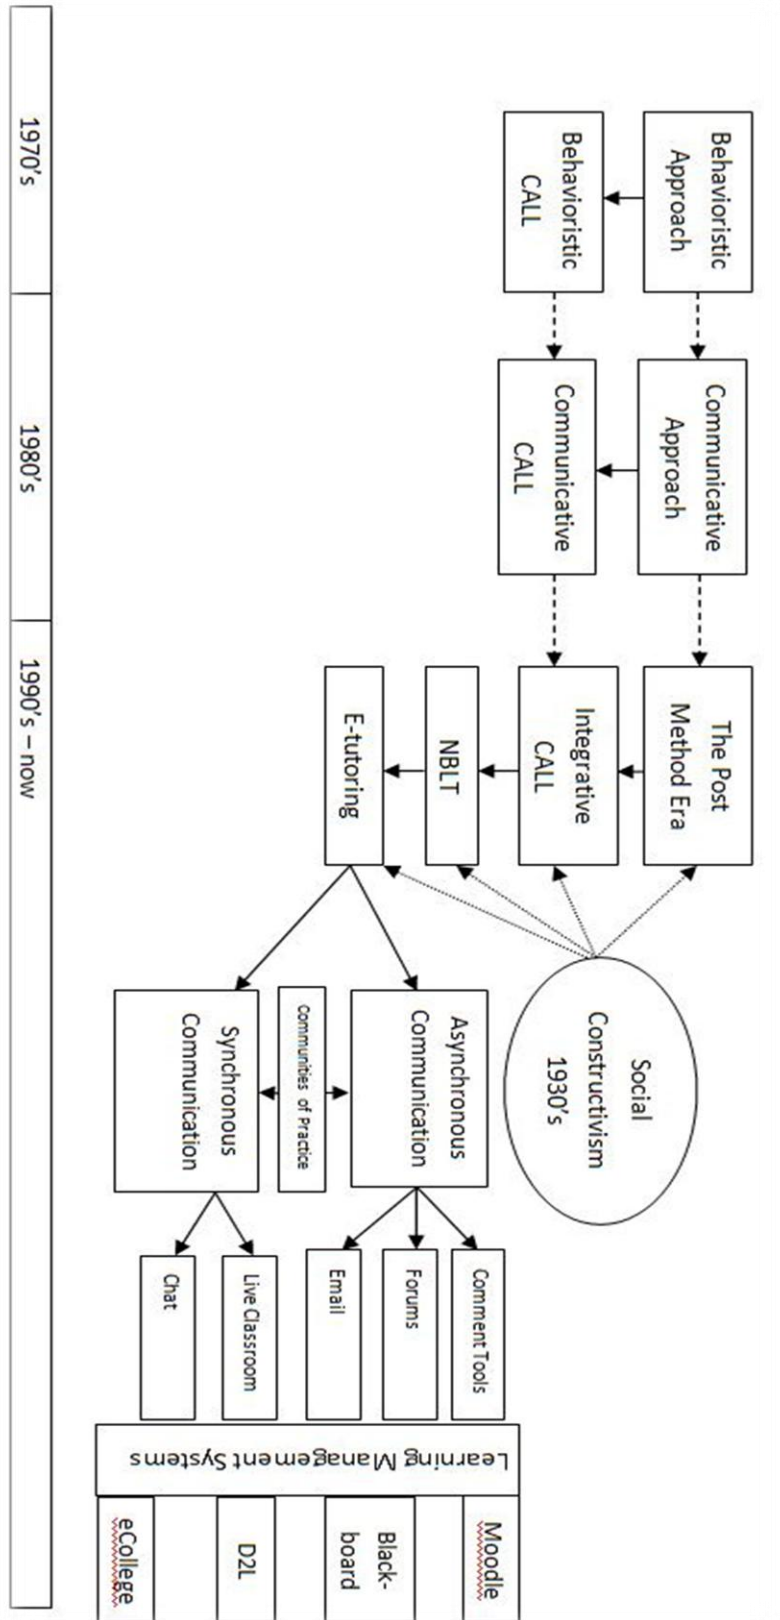 Behavioristic
Approach
Communicative
Approach
The Post
Method Era
Behavioristic
CALL
Communicative
CALL
Integrative
CALL
NBLT
E-tutoring
Social
Constructivism
1930's
Asynchronous
Communication
Communities of Practice
Synchronous
Communication
Comment Tools
Forums
Email
Live Classroom
Chat
Learning Management Systems
Moodle
Black-
board
D2L
eCollege
1970's
1980's
1990's – now